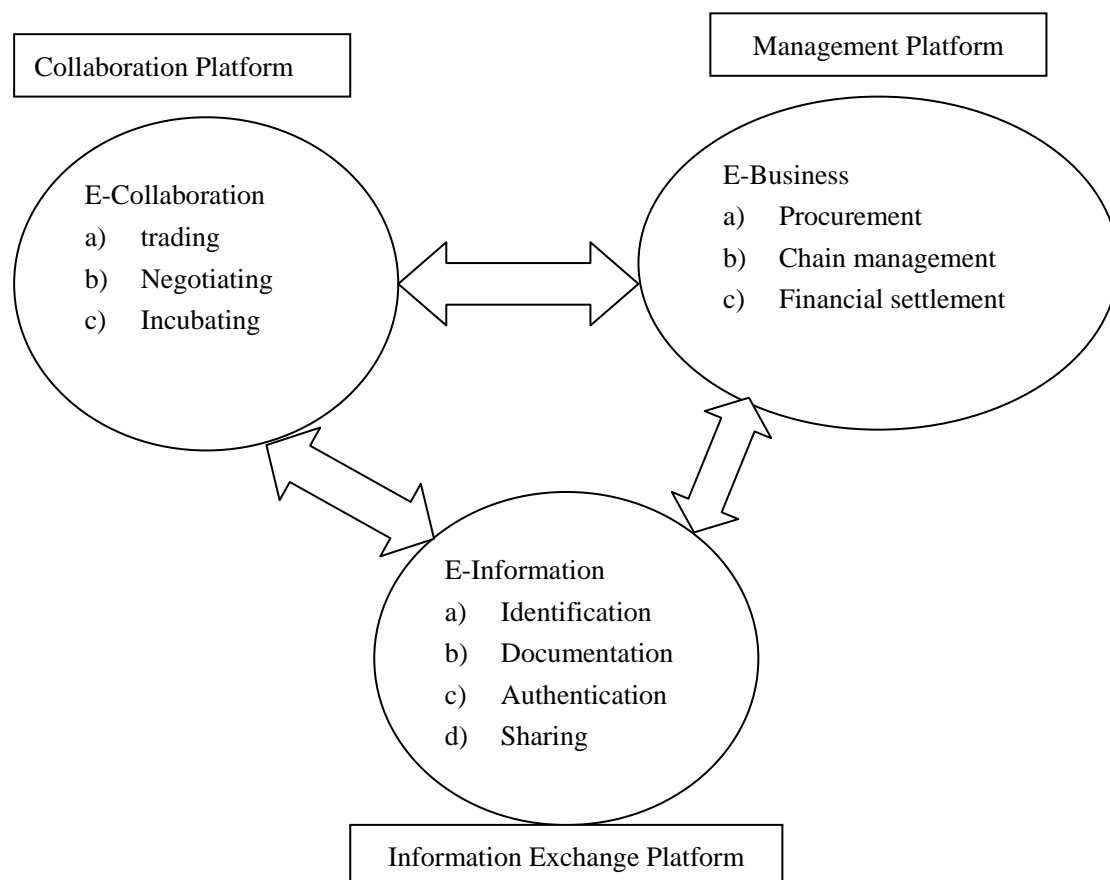 Collaboration Platform
E-Collaboration
a) trading
b) Negotiating
c) Incubating
Management Platform
E-Business
a) Procurement
b) Chain management
c) Financial settlement
E-Information
a) Identification
b) Documentation
c) Authentication
d) Sharing
Information Exchange Platform